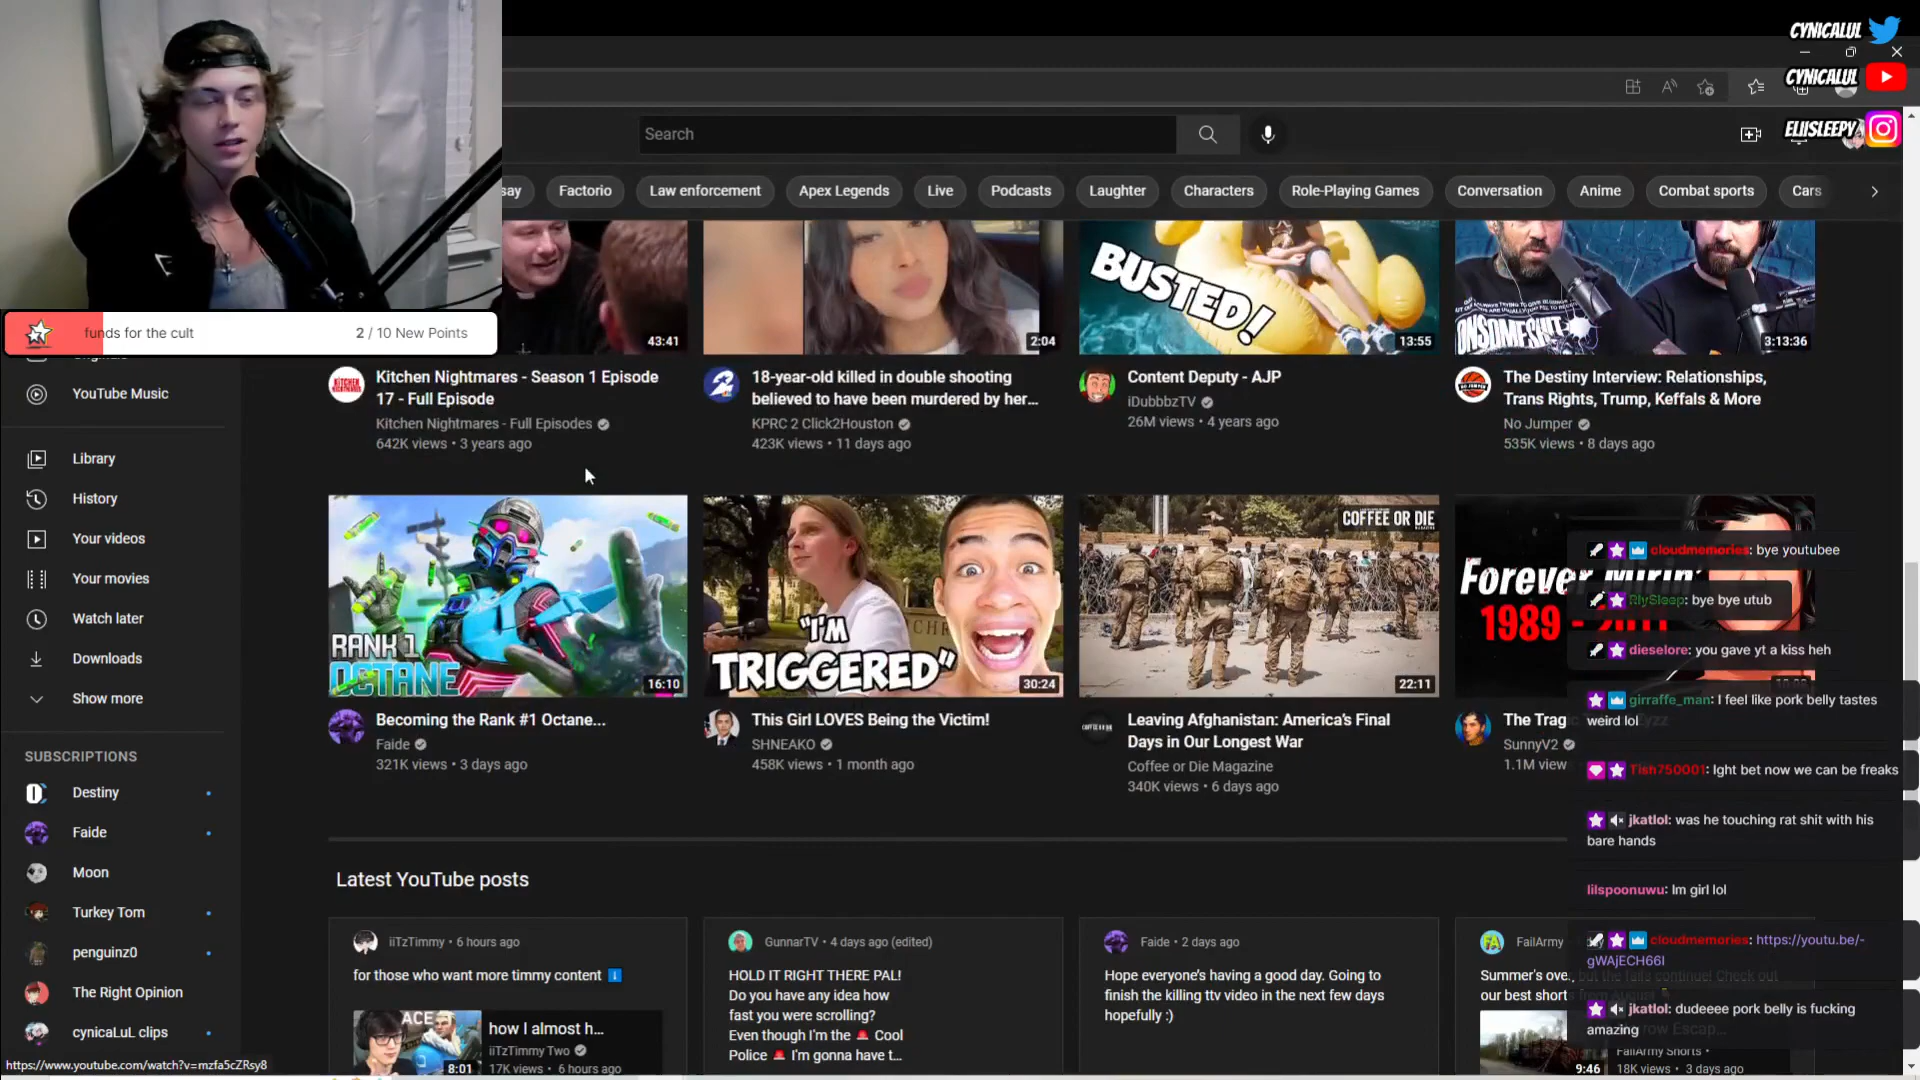 CYNICALUL
CYNICALUL
ELIISLEEPY
Search
say
Factorio
Law enforcement
Apex Legends
Live
Podcasts
Laughter
Characters
Role-Playing Games
Conversation
Anime
Combat sports
Cars
funds for the cult
2 / 10 New Points
YouTube Music
Library
History
Your videos
Your movies
Watch later
Downloads
Show more
SUBSCRIPTIONS
Destiny
Faide
Moon
Turkey Tom
penguinz0
The Right Opinion
cynicaLuL clips
https://www.youtube.com/watch?v=mzfa5cZRsy8
43:41
Kitchen Nightmares - Season 1 Episode
17 - Full Episode
Kitchen Nightmares - Full Episodes
642K views • 3 years ago
2:04
18-year-old killed in double shooting
believed to have been murdered by her...
KPRC 2 Click2Houston
423K views • 11 days ago
BUSTED!
13:55
Content Deputy - AJP
iDubbbzTV
26M views • 4 years ago
3:13:36
The Destiny Interview: Relationships,
Trans Rights, Trump, Keffals & More
No Jumper
535K views • 8 days ago
RANK 1
OCTANE
16:10
Becoming the Rank #1 Octane...
Faide
321K views • 3 days ago
"I'M
TRIGGERED"
30:24
This Girl LOVES Being the Victim!
SHNEAKO
458K views • 1 month ago
COFFEE OR DIE
22:11
Leaving Afghanistan: America's Final
Days in Our Longest War
Coffee or Die Magazine
340K views • 6 days ago
Forever Mirin'
1989 -
The Trag
SunnyV2
1.1M view
cloudmemories: bye youtubee
RlySleep: bye bye utub
dieselore: you gave yt a kiss heh
girraffe_man: I feel like pork belly tastes
weird lol
Tish750001: Ight bet now we can be freaks
jkatlol: was he touching rat shit with his
bare hands
lilspoonuwu: Im girl lol
cloudmemories: https://youtu.be/-
gWAjECH66I
jkatlol: dudeeee pork belly is fucking
amazing
Latest YouTube posts
iiTzTimmy • 6 hours ago
for those who want more timmy content
how I almost h...
iiTzTimmy Two
17K views • 6 hours ago
8:01
GunnarTV • 4 days ago (edited)
HOLD IT RIGHT THERE PAL!
Do you have any idea how
fast you were scrolling?
Even though I'm the 🚨 Cool
Police 🚨 I'm gonna have t...
Faide • 2 days ago
Hope everyone's having a good day. Going to
finish the killing ttv video in the next few days
hopefully :)
FailArmy
Summer's over, but the fails continue! Check out
our best shorts from August
FailArmy Shorts •
18K views • 3 days ago
9:46